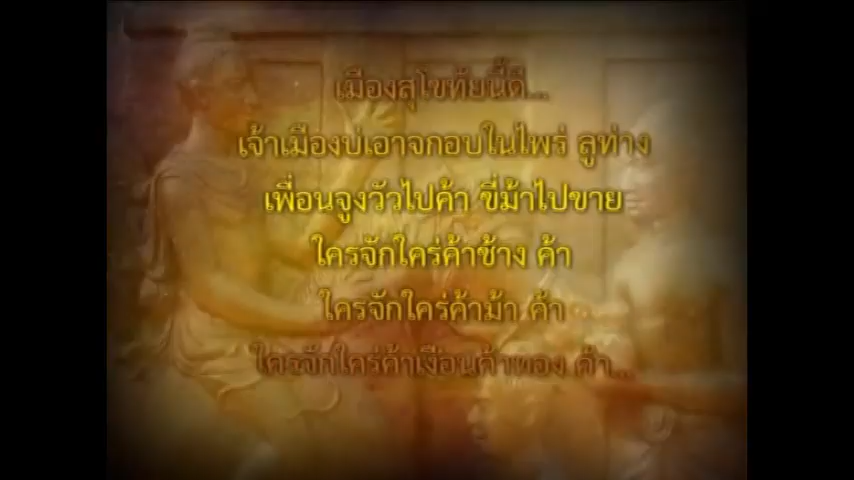 เมืองสุโขทัยนี้ดี...
เจ้าเมืองบ่เอาจกอบในไพร่ ลูท่าง
เพื่อนจูงวัวไปค้า ขี่ม้าไปขาย
ใครจักใคร่ค้าช้าง ค้า
ใครจักใคร่ค้าม้า ค้า
ใครจักใคร่ค้าเงือนค้าทอง ค้า...